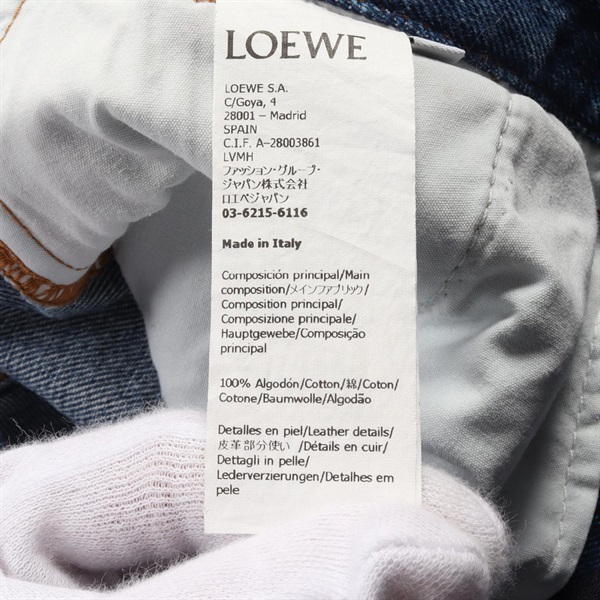 LOEWE
LOEWE S.A.
C/Goya, 4
28001 – Madrid
SPAIN
C.I.F. A-28003861
LVMH
ファッション・グループ・
ジャパン株式会社
ロエベジャパン
03-6215-6116
Made in Italy
Composición principal/Main
composition/メインファブリック/
Composition principal/
Composizione principale/
Hauptgewebe/Composição
principal
100% Algodón/Cotton/綿/Coton/
Cotone/Baumwolle/Algodão
Detalles en piel/Leather details/
皮革部分使い /Détails en cuir/
Dettagli in pelle/
Lederverzierungen/Detalhes em
pele